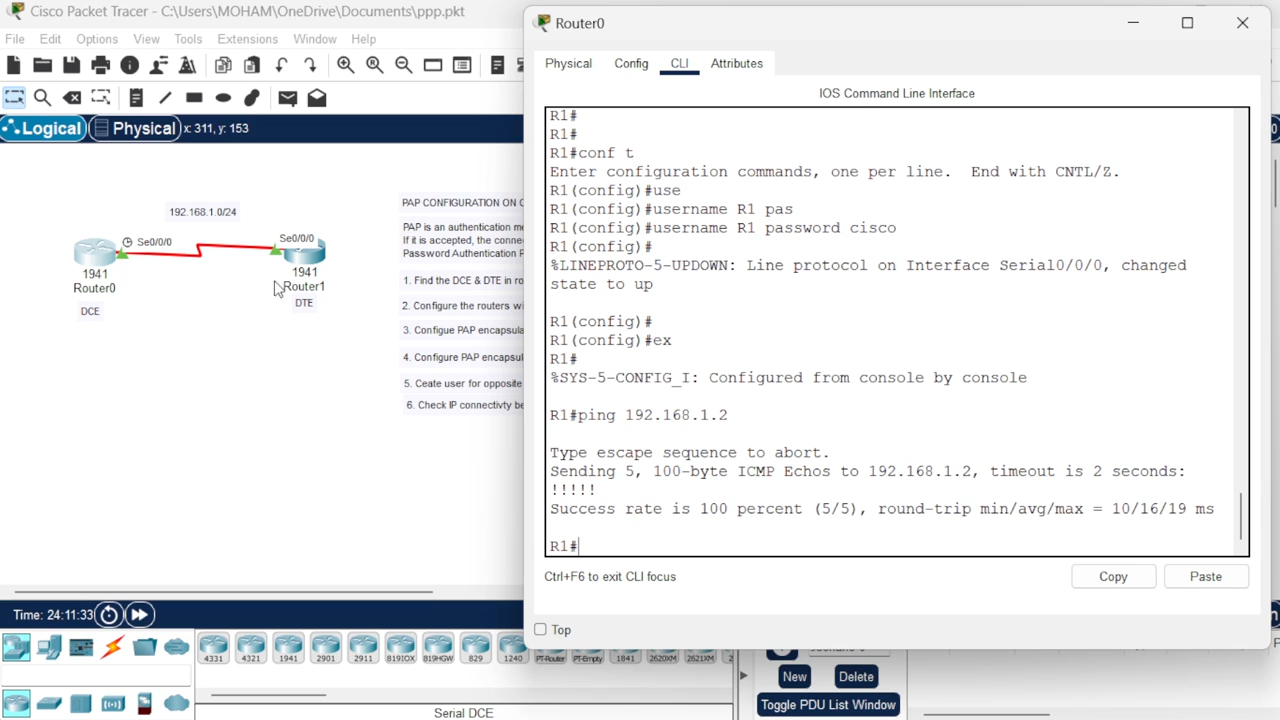 Cisco Packet Tracer - C:\Users\MOHAM\OneDrive\Documents\ppp.pkt
File Edit Options View Tools Extensions Window Help
Logical Physical x: 311, y: 153
192.168.1.0/24
Se0/0/0
Se0/0/0
1941
Router0
DCE
1941
Router1
DTE
PAP CONFIGURATION ON C
PAP is an authentication me
If it is accepted, the conne
Password Authentication P
1. Find the DCE & DTE in ro
2. Configure the routers wi
3. Configue PAP encapsula
4. Configure PAP encapsul
5. Ceate user for opposite
6. Check IP connectivty be
Router0
Physical Config CLI Attributes
IOS Command Line Interface
R1#
R1#
R1#conf t
Enter configuration commands, one per line. End with CNTL/Z.
R1(config)#use
R1(config)#username R1 pas
R1(config)#username R1 password cisco
R1(config)#
%LINEPROTO-5-UPDOWN: Line protocol on Interface Serial0/0/0, changed
state to up
R1(config)#
R1(config)#ex
R1#
%SYS-5-CONFIG_I: Configured from console by console
R1#ping 192.168.1.2
Type escape sequence to abort.
Sending 5, 100-byte ICMP Echos to 192.168.1.2, timeout is 2 seconds:
!!!!!
Success rate is 100 percent (5/5), round-trip min/avg/max = 10/16/19 ms
R1#
Ctrl+F6 to exit CLI focus
Copy Paste
Top
Time: 24:11:33
4331 4321 1941 2901 2911 819IOX 819HGW 829 1240 PT-Router PT-Empty 1841 2620XM 2621XM 2
Serial DCE
New Delete
Toggle PDU List Window